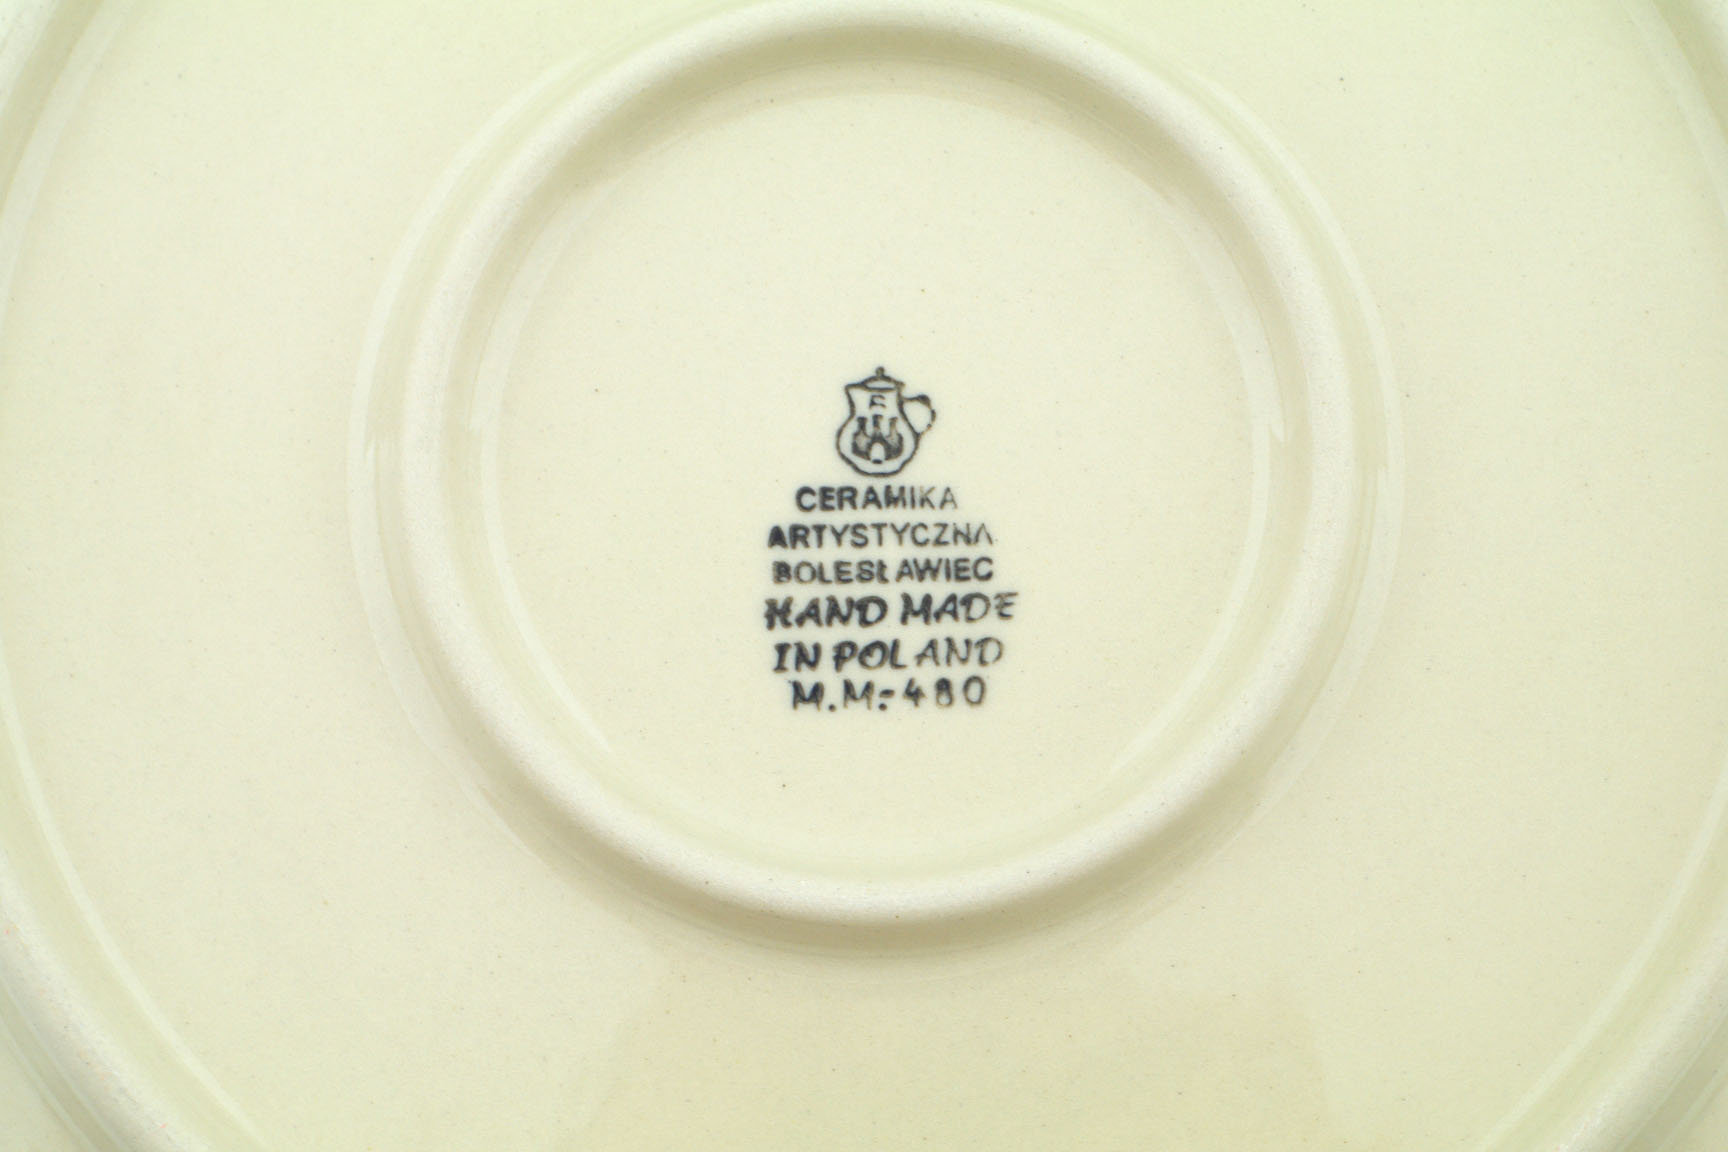 CERAMIKA
ARTYSTYCZNA
BOLESŁAWIEC
HAND MADE
IN POLAND
M.M.-480